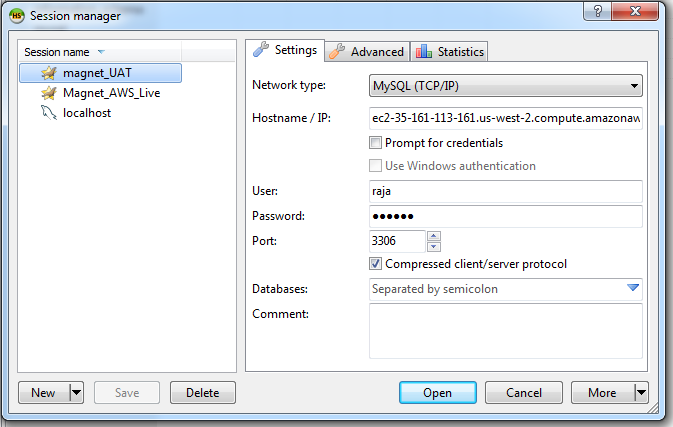 HS
Session manager
Session name
magnet_UAT
Magnet_AWS_Live
localhost
Settings
Advanced
Statistics
Network type:
MySQL (TCP/IP)
Hostname / IP:
ec2-35-161-113-161.us-west-2.compute.amazonaw
Prompt for credentials
Use Windows authentication
User:
raja
Password:
●●●●●●
Port:
3306
Compressed client/server protocol
Databases:
Separated by semicolon
Comment:
New
Save
Delete
Open
Cancel
More